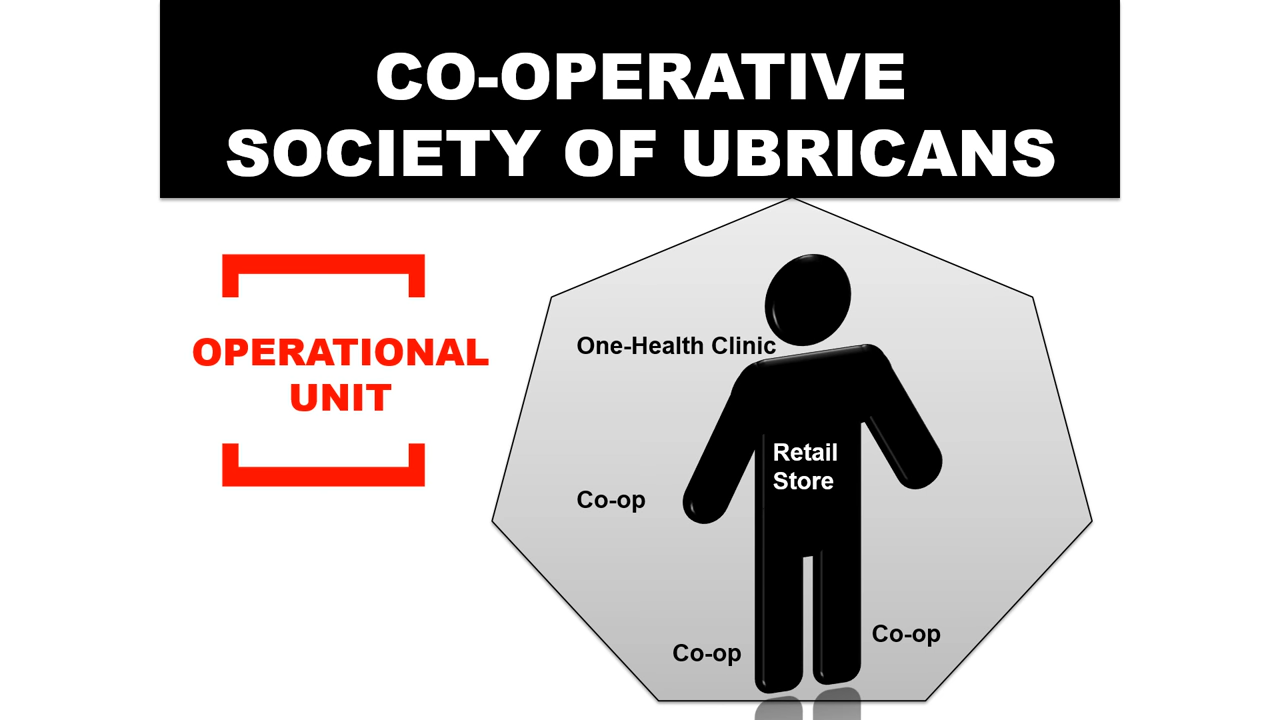 CO-OPERATIVE
SOCIETY OF UBRICANS
OPERATIONAL
UNIT
One-Health Clinic
Retail
Store
Co-op
Co-op
Co-op